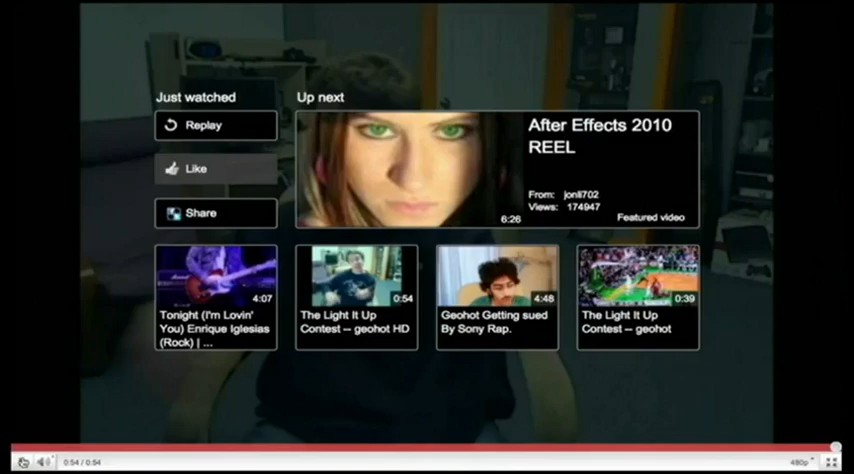 Just watched
Up next
Replay
Like
Share
After Effects 2010
REEL
From: jonli702
Views: 174947
6:26
Featured video
4:07
Tonight (I'm Lovin'
You) Enrique Iglesias
(Rock) | ...
0:54
The Light It Up
Contest -- geohot HD
4:48
Geohot Getting sued
By Sony Rap.
0:39
The Light It Up
Contest -- geohot
0:54 / 0:54
480p